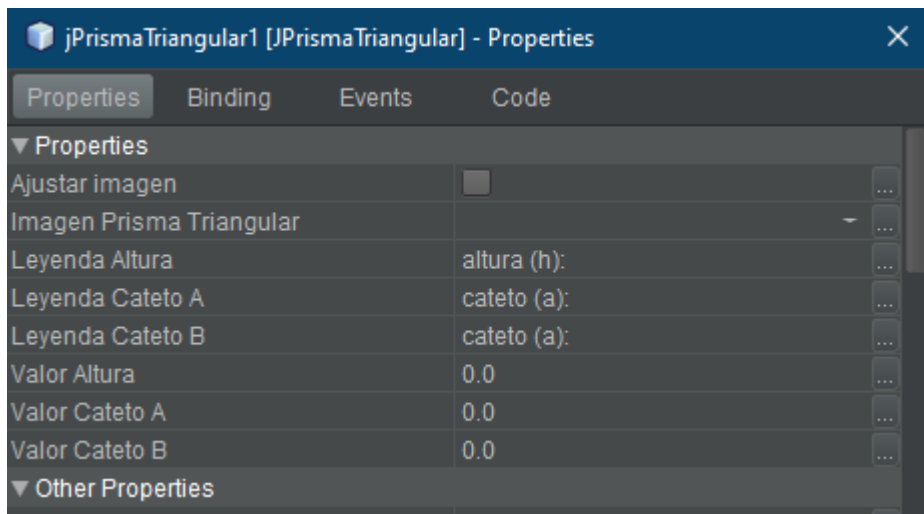 jPrismaTriangular1 [JPrismaTriangular] - Properties
Properties Binding Events Code
Properties
Ajustar imagen ...
Imagen Prisma Triangular ...
Leyenda Altura altura (h): ...
Leyenda Cateto A cateto (a): ...
Leyenda Cateto B cateto (a): ...
Valor Altura 0.0 ...
Valor Cateto A 0.0 ...
Valor Cateto B 0.0 ...
Other Properties